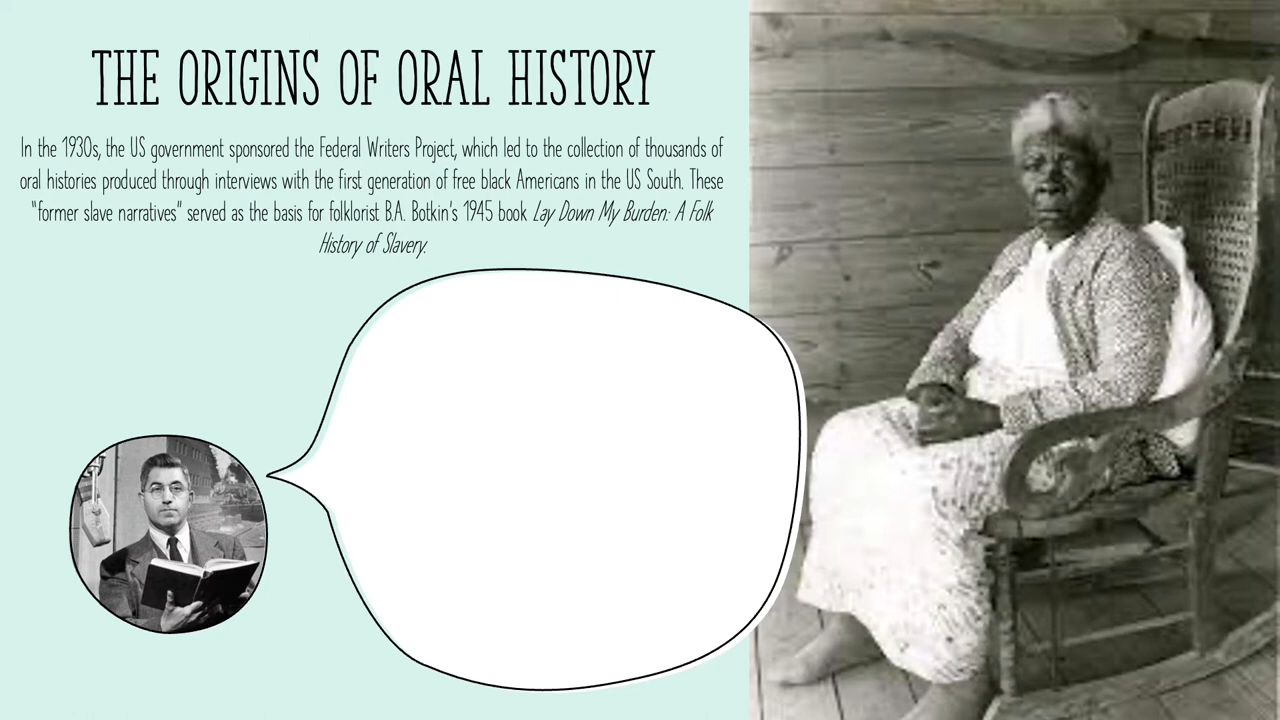 THE ORIGINS OF ORAL HISTORY
In the 1930s, the US government sponsored the Federal Writers Project, which led to the collection of thousands of
oral histories produced through interviews with the first generation of free black Americans in the US South. These
"former slave narratives" served as the basis for folklorist B.A. Botkin's 1945 book Lay Down My Burden: A Folk
History of Slavery.